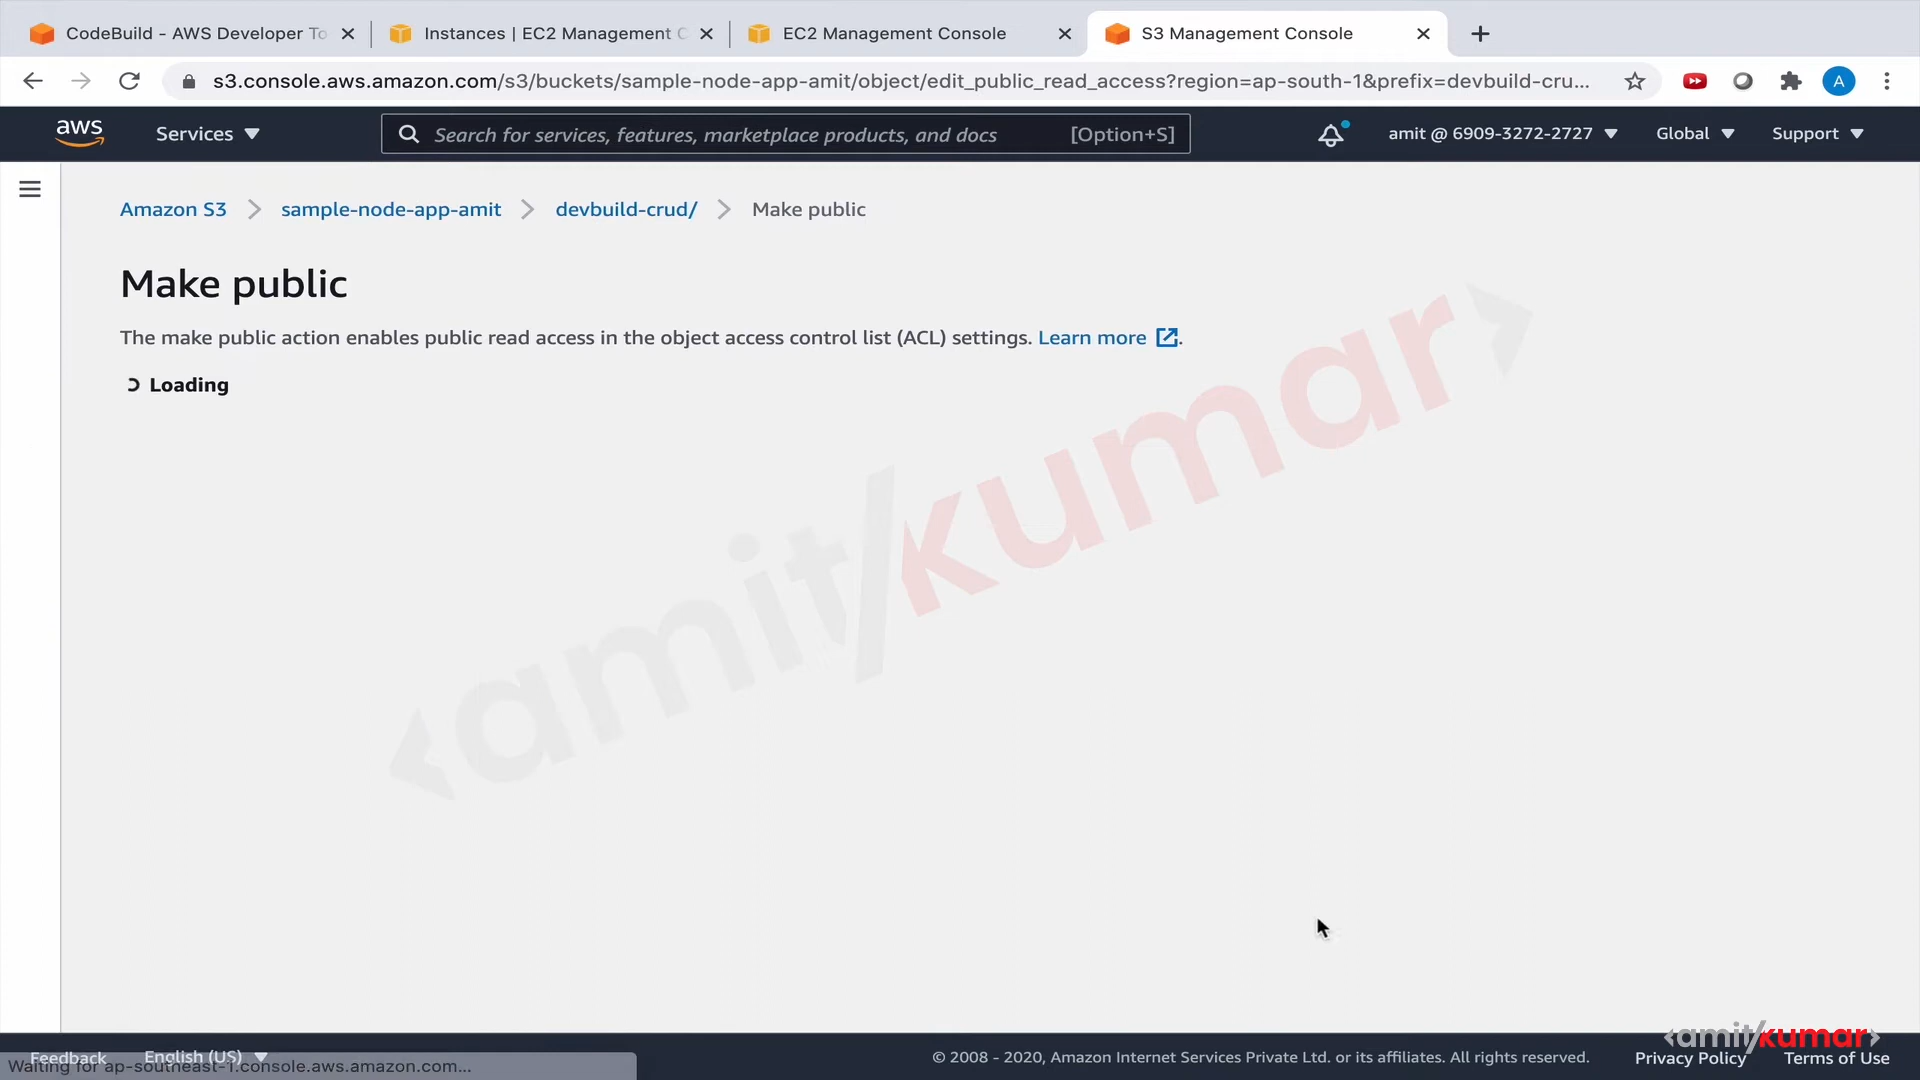 CodeBuild - AWS Developer To
Instances | EC2 Management C
EC2 Management Console
S3 Management Console
s3.console.aws.amazon.com/s3/buckets/sample-node-app-amit/object/edit_public_read_access?region=ap-south-1&prefix=devbuild-cru...
A
aws
Services
Search for services, features, marketplace products, and docs
[Option+S]
amit @ 6909-3272-2727
Global
Support
Amazon S3
sample-node-app-amit
devbuild-crud/
Make public
Make public
The make public action enables public read access in the object access control list (ACL) settings. Learn more.
Loading
<amit/kumar>
<amit/kumar>
Feedback
English (US)
© 2008 - 2020, Amazon Internet Services Private Ltd. or its affiliates. All rights reserved.
Privacy Policy
Terms of Use
Waiting for ap-southeast-1.console.aws.amazon.com...